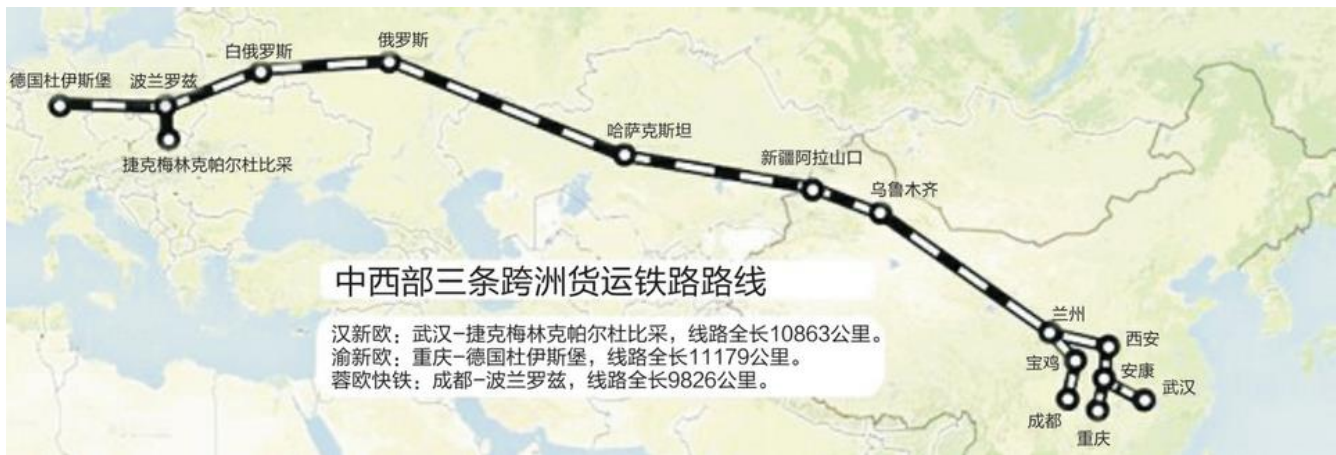 俄罗斯
白俄罗斯
德国杜伊斯堡
波兰罗兹
捷克梅林克帕尔杜比采
哈萨克斯坦
新疆阿拉山口
乌鲁木齐
中西部三条跨洲货运铁路路线
汉新欧：武汉-捷克梅林克帕尔杜比采，线路全长10863公里。
渝新欧：重庆-德国杜伊斯堡，线路全长11179公里。
蓉欧快铁：成都-波兰罗兹，线路全长9826公里。
兰州
西安
宝鸡
安康
武汉
成都
重庆